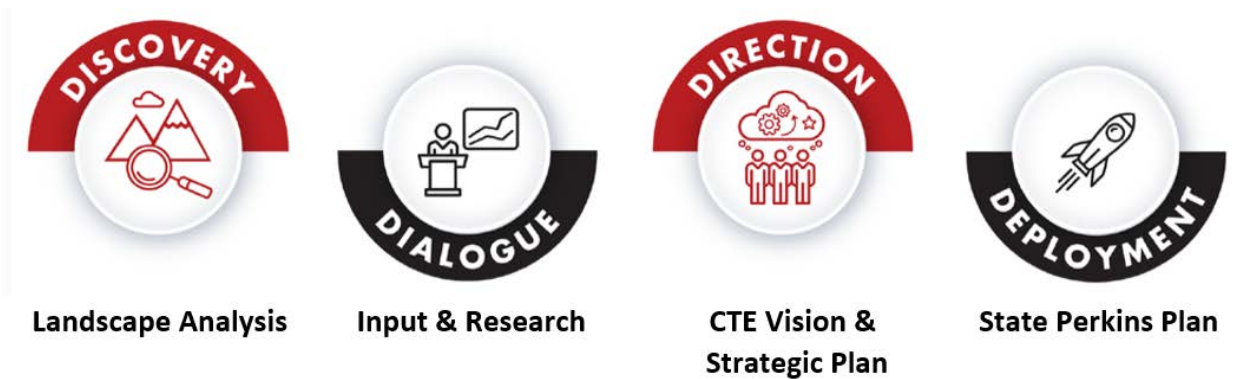 DISCOVERY
Landscape Analysis
DIALOGUE
Input & Research
DIRECTION
CTE Vision &
Strategic Plan
DEPLOYMENT
State Perkins Plan